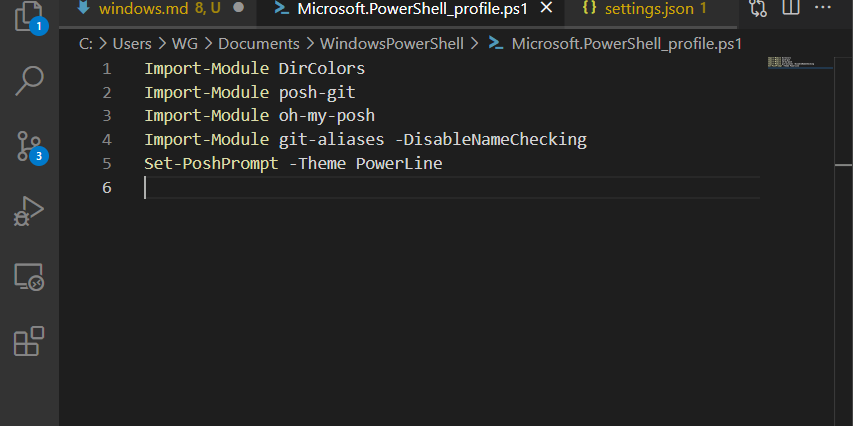 windows.md 8, U
Microsoft.PowerShell_profile.ps1
settings.json 1
C: > Users > WG > Documents > WindowsPowerShell > Microsoft.PowerShell_profile.ps1
1
3
1 Import-Module DirColors
2 Import-Module posh-git
3 Import-Module oh-my-posh
4 Import-Module git-aliases -DisableNameChecking
5 Set-PoshPrompt -Theme PowerLine
6